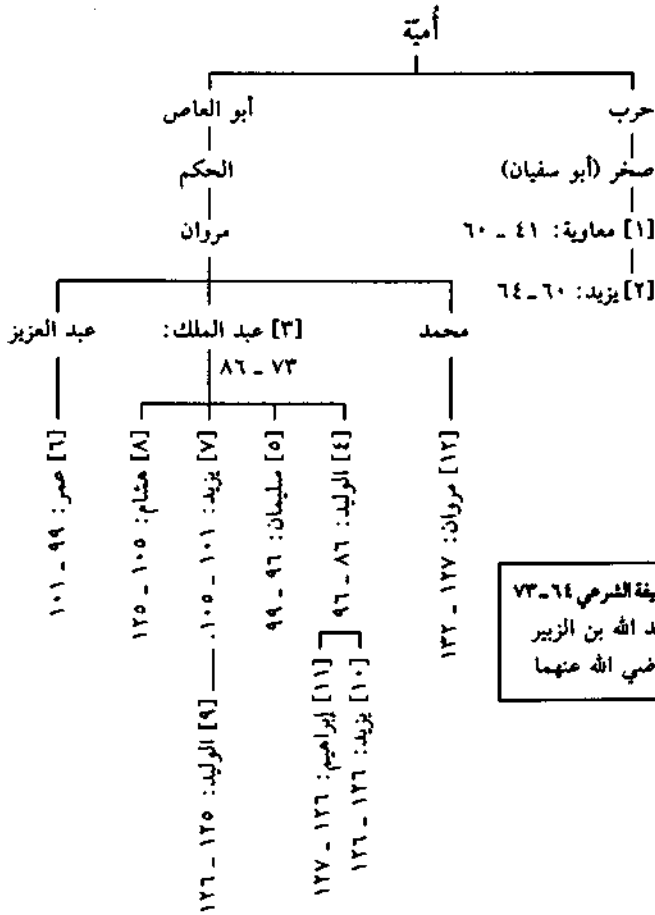 أُميّة
حرب
أبو العاص
صخر (أبو سفيان)
الحكم
[١] معاوية: ٤١ ـ ٦٠
مروان
[٢] يزيد: ٦٠ ـ ٦٤
محمد
[٣] عبد الملك:
٧٣ ـ ٨٦
عبد العزيز
[١٢] مروان: ١٢٧ ـ ١٣٢
[٤] الوليد: ٨٦ ـ ٩٦
[٥] سليمان: ٩٦ ـ ٩٩
[٧] يزيد: ١٠١ ـ ١٠٥.
[٨] هشام: ١٠٥ ـ ١٢٥
[٦] عمر: ٩٩ ـ ١٠١
[١٠] يزيد: ١٢٦ ـ ١٢٦
[١١] إبراهيم: ١٢٦ ـ ١٢٧
[٩] الوليد: ١٢٥ ـ ١٢٦
الشرعي ٦٤ـ٧٣
الله بن الزبير
الله عنهما